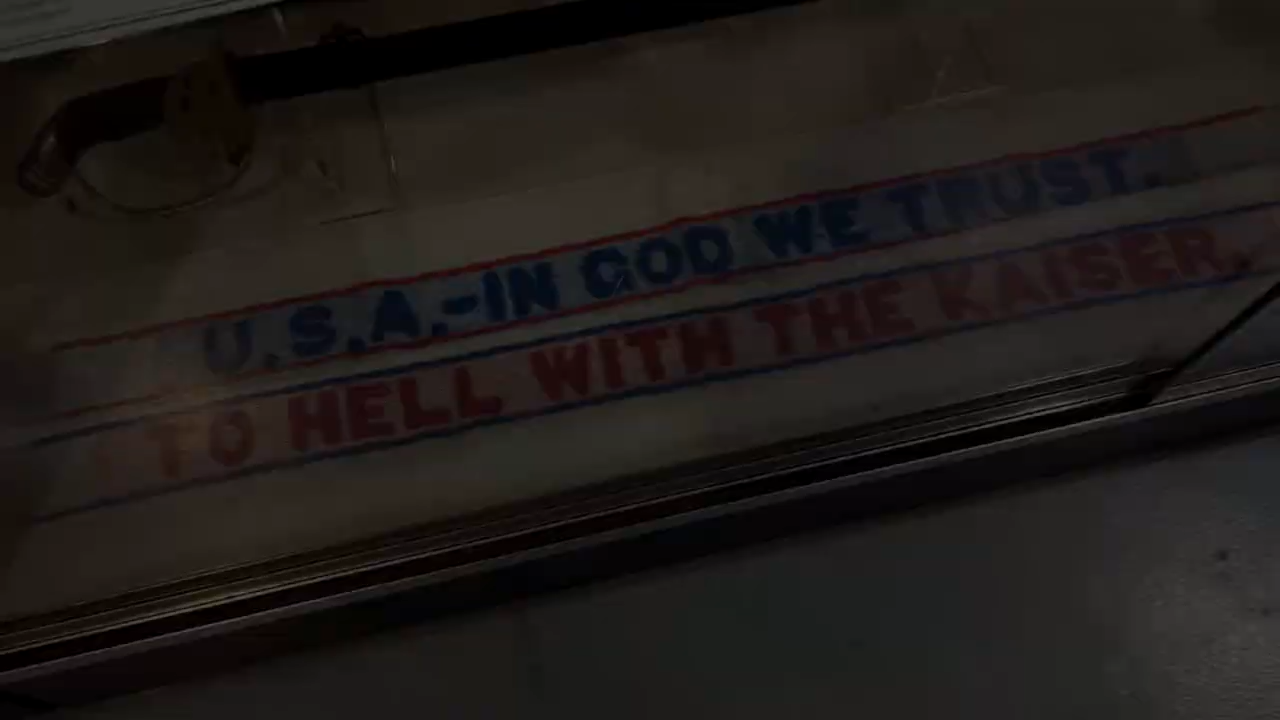 U.S.A.-IN GOD WE TRUST.
TO HELL WITH THE KAISER.